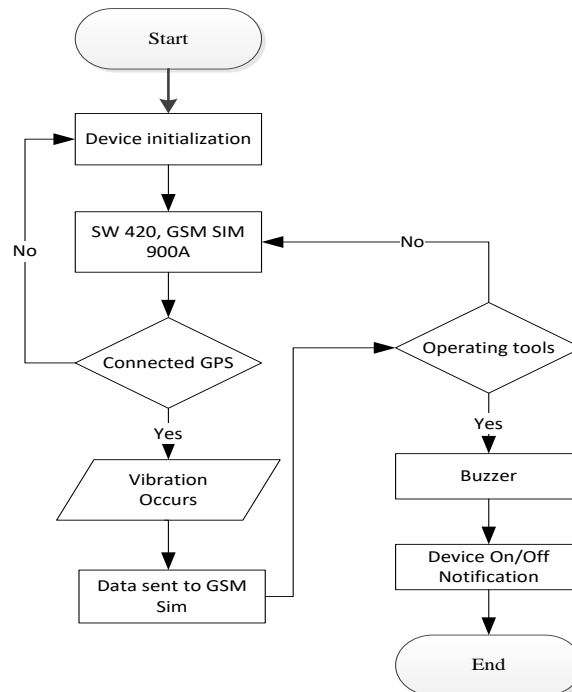 Start
Device initialization
SW 420, GSM SIM
900A
No
Connected GPS
Yes
Vibration
Occurs
Data sent to GSM
Sim
No
Operating tools
Yes
Buzzer
Device On/Off
Notification
End